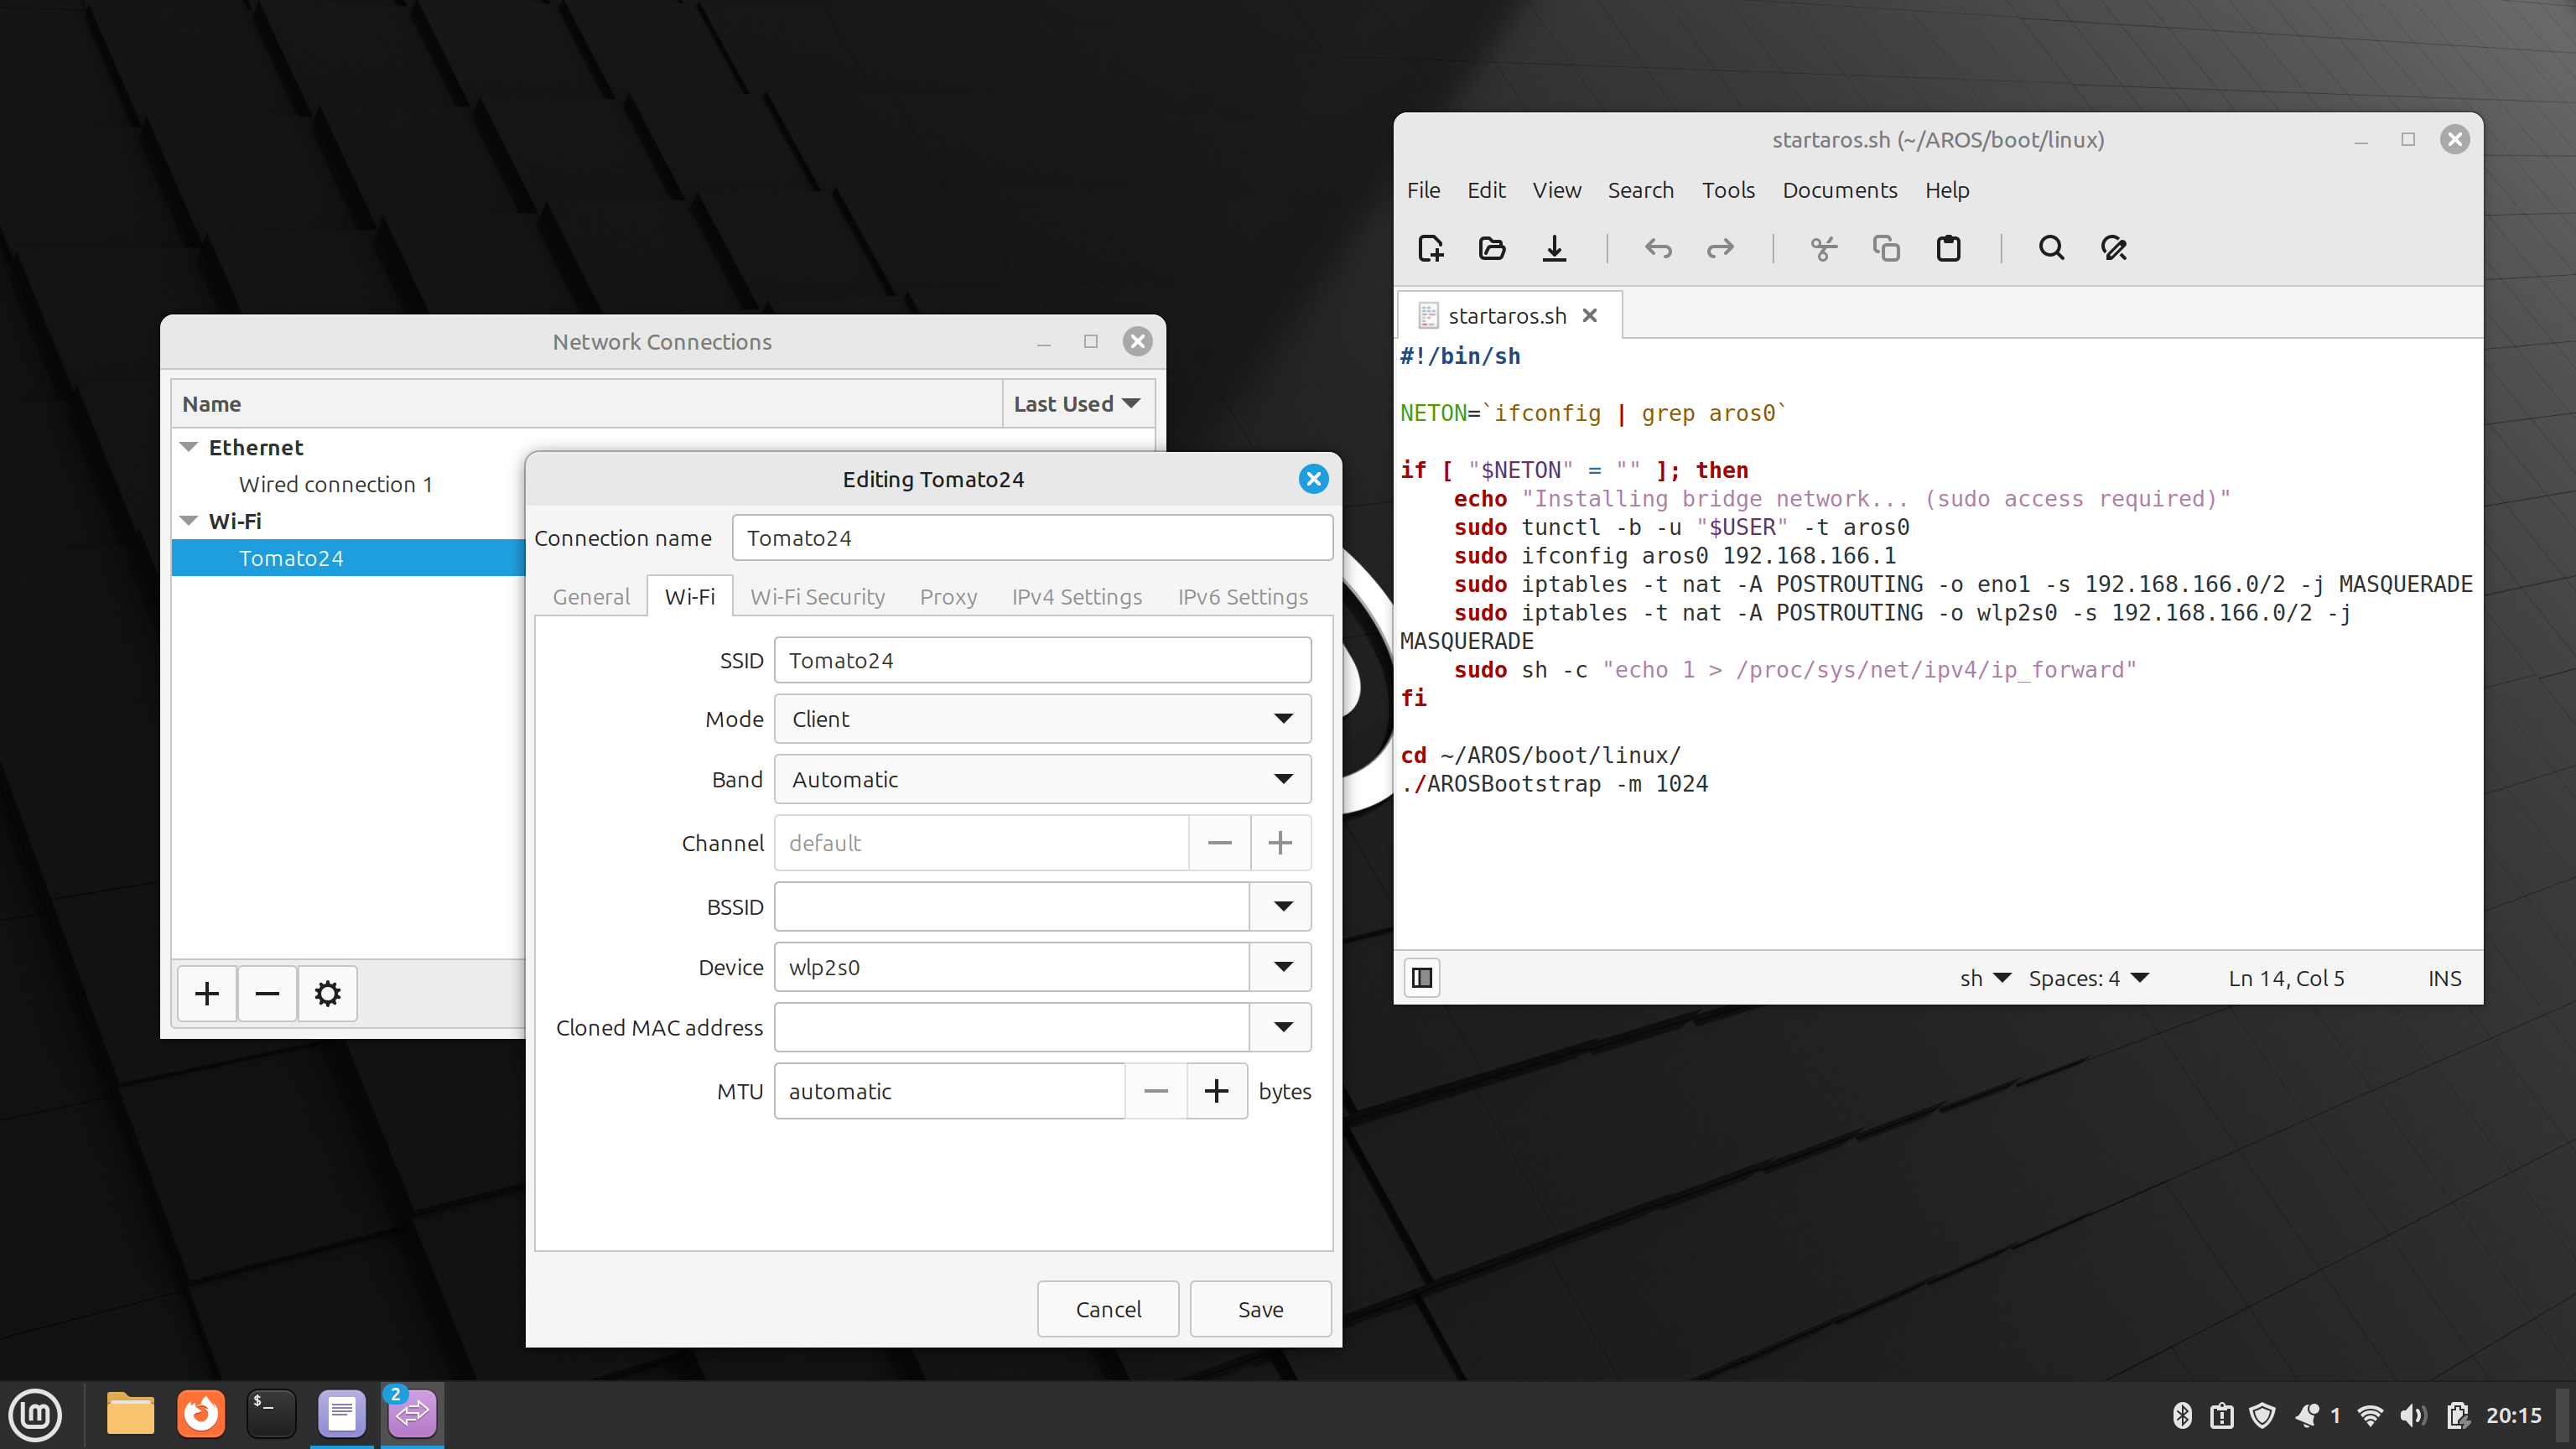 Network Connections
Name
Last Used
Ethernet
Wired connection 1
Wi-Fi
Tomato24
Editing Tomato24
Connection name
Tomato24
General
Wi-Fi
Wi-Fi Security
Proxy
IPv4 Settings
IPv6 Settings
SSID
Tomato24
Mode
Client
Band
Automatic
Channel
default
BSSID
Device
wlp2s0
Cloned MAC address
MTU
automatic
bytes
Cancel
Save
startaros.sh (~/AROS/boot/linux)
File
Edit
View
Search
Tools
Documents
Help
startaros.sh
#!/bin/sh
NETON=`ifconfig | grep aros0`
if [ "$NETON" = "" ]; then
    echo "Installing bridge network... (sudo access required)"
    sudo tunctl -b -u "$USER" -t aros0
    sudo ifconfig aros0 192.168.166.1
    sudo iptables -t nat -A POSTROUTING -o eno1 -s 192.168.166.0/2 -j MASQUERADE
    sudo iptables -t nat -A POSTROUTING -o wlp2s0 -s 192.168.166.0/2 -j
MASQUERADE
    sudo sh -c "echo 1 > /proc/sys/net/ipv4/ip_forward"
fi
cd ~/AROS/boot/linux/
./AROSBootstrap -m 1024
sh
Spaces: 4
Ln 14, Col 5
INS
$_
2
1
20:15